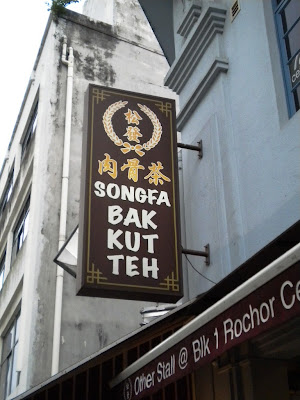 松發
肉骨茶
SONGFA
BAK
KUT
TEH
Other Stall @ Blk 1 Rochor Ce